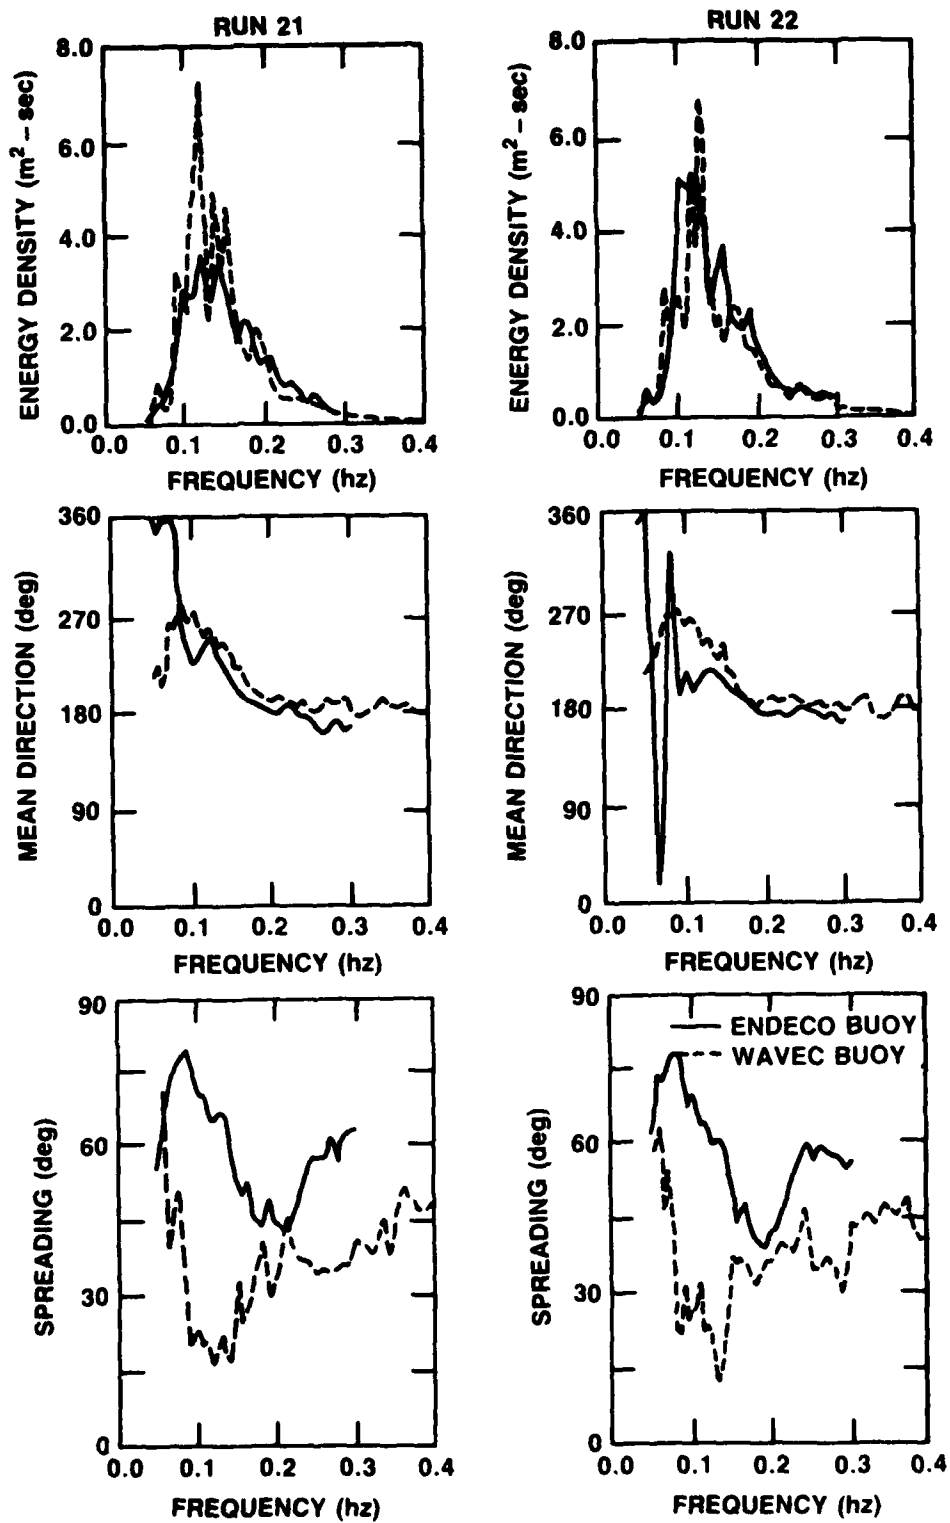 RUN 21
8.0
6.0
4.0
2.0
0.0
ENERGY DENSITY (m² – sec)
0.0 0.1 0.2 0.3 0.4
FREQUENCY (hz)
RUN 22
8.0
6.0
4.0
2.0
0.0
ENERGY DENSITY (m² – sec)
0.0 0.1 0.2 0.3 0.4
FREQUENCY (hz)
360
270
180
90
0
MEAN DIRECTION (deg)
0.0 0.1 0.2 0.3 0.4
FREQUENCY (hz)
360
270
180
90
0
MEAN DIRECTION (deg)
0.0 0.1 0.2 0.3 0.4
FREQUENCY (hz)
90
60
30
0
SPREADING (deg)
0.0 0.1 0.2 0.3 0.4
FREQUENCY (hz)
90
60
30
0
SPREADING (deg)
ENDECO BUOY
WAVEC BUOY
0.0 0.1 0.2 0.3 0.4
FREQUENCY (hz)